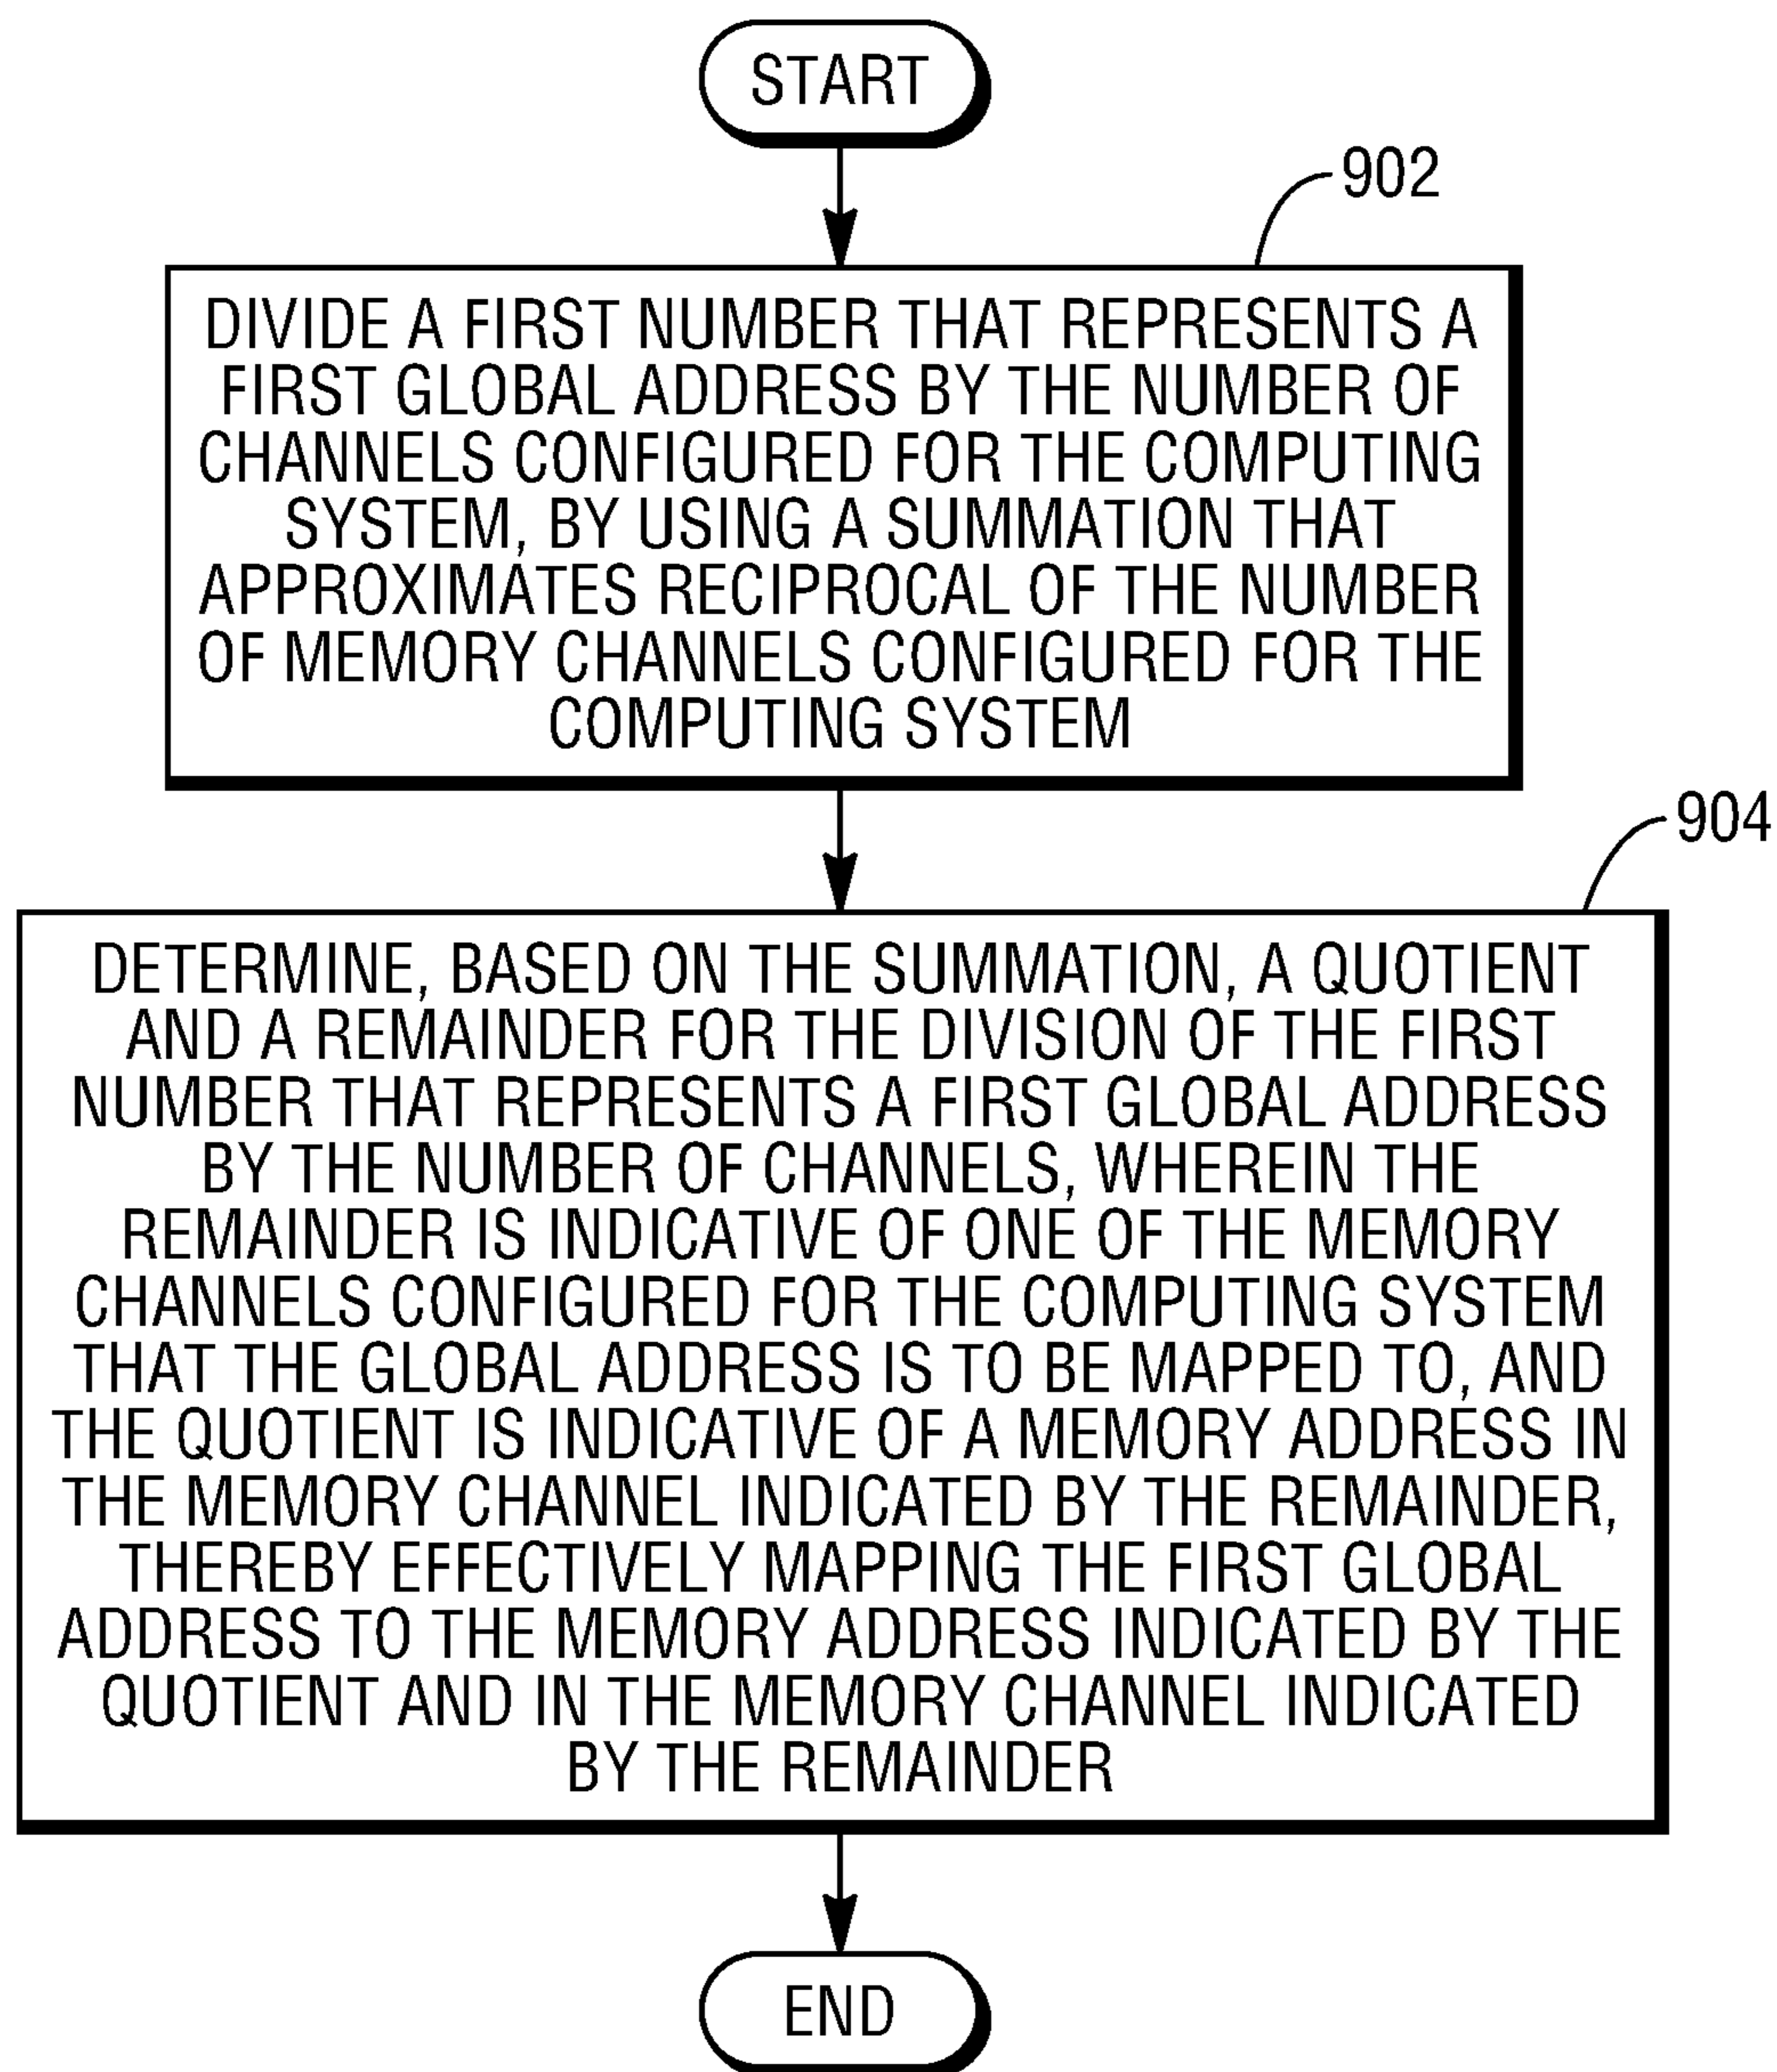 START
902
DIVIDE A FIRST NUMBER THAT REPRESENTS A
FIRST GLOBAL ADDRESS BY THE NUMBER OF
CHANNELS CONFIGURED FOR THE COMPUTING
SYSTEM, BY USING A SUMMATION THAT
APPROXIMATES RECIPROCAL OF THE NUMBER
OF MEMORY CHANNELS CONFIGURED FOR THE
COMPUTING SYSTEM
904
DETERMINE, BASED ON THE SUMMATION, A QUOTIENT
AND A REMAINDER FOR THE DIVISION OF THE FIRST
NUMBER THAT REPRESENTS A FIRST GLOBAL ADDRESS
BY THE NUMBER OF CHANNELS, WHEREIN THE
REMAINDER IS INDICATIVE OF ONE OF THE MEMORY
CHANNELS CONFIGURED FOR THE COMPUTING SYSTEM
THAT THE GLOBAL ADDRESS IS TO BE MAPPED TO, AND
THE QUOTIENT IS INDICATIVE OF A MEMORY ADDRESS IN
THE MEMORY CHANNEL INDICATED BY THE REMAINDER,
THEREBY EFFECTIVELY MAPPING THE FIRST GLOBAL
ADDRESS TO THE MEMORY ADDRESS INDICATED BY THE
QUOTIENT AND IN THE MEMORY CHANNEL INDICATED
BY THE REMAINDER
END